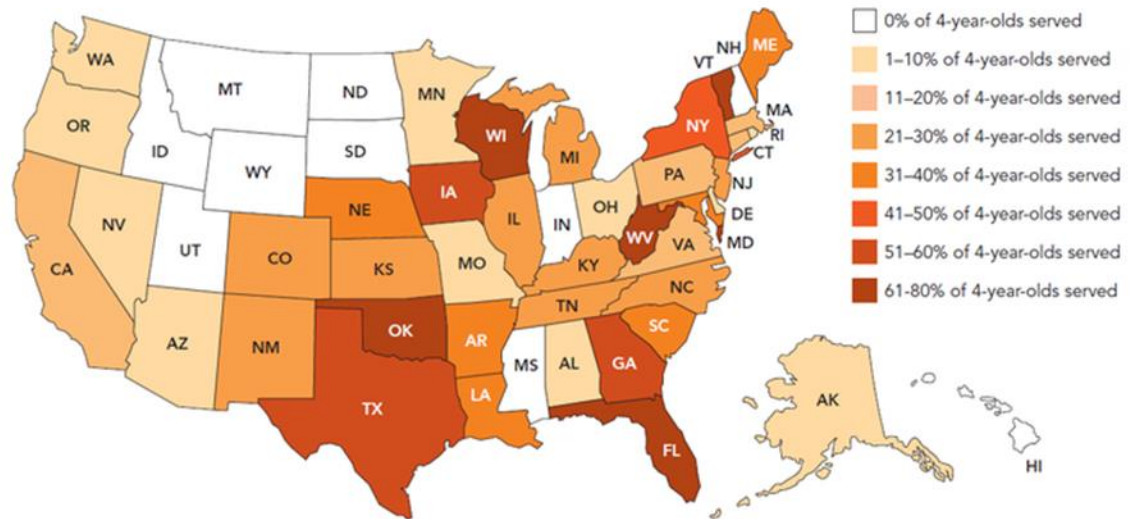 0% of 4-year-olds served
1–10% of 4-year-olds served
11–20% of 4-year-olds served
21–30% of 4-year-olds served
31–40% of 4-year-olds served
41–50% of 4-year-olds served
51–60% of 4-year-olds served
61-80% of 4-year-olds served
WA
MT
ND
MN
VT
NH
ME
OR
ID
SD
WI
NY
MA
RI
CT
WY
MI
IA
PA
NJ
NE
NV
IL
IN
OH
DE
UT
CO
WV
VA
MD
CA
KS
MO
KY
NC
TN
OK
AZ
NM
AR
SC
MS
AL
GA
LA
TX
AK
FL
HI